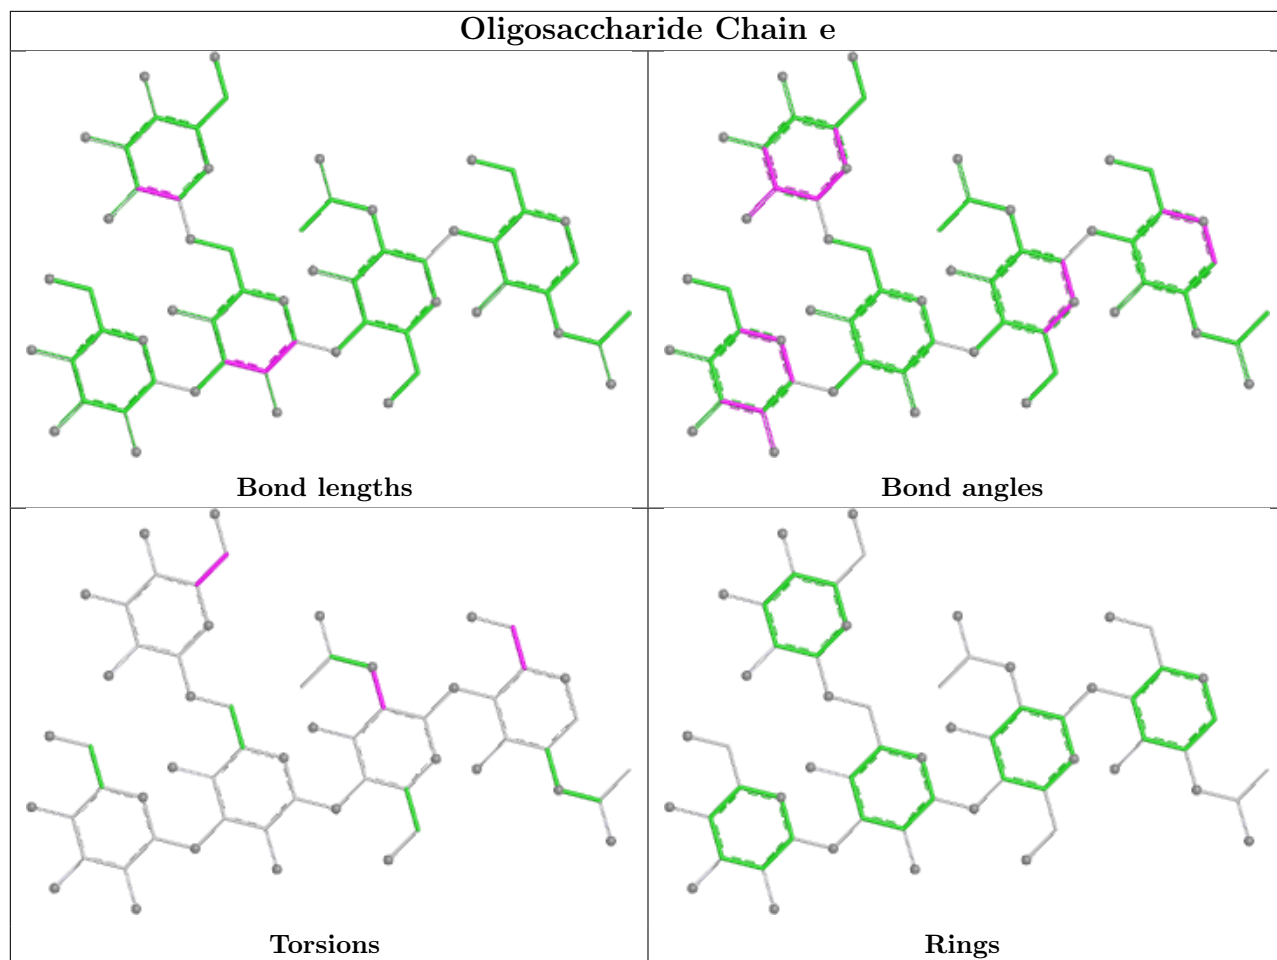 Oligosaccharide Chain e
Bond lengths
Bond angles
Torsions
Rings